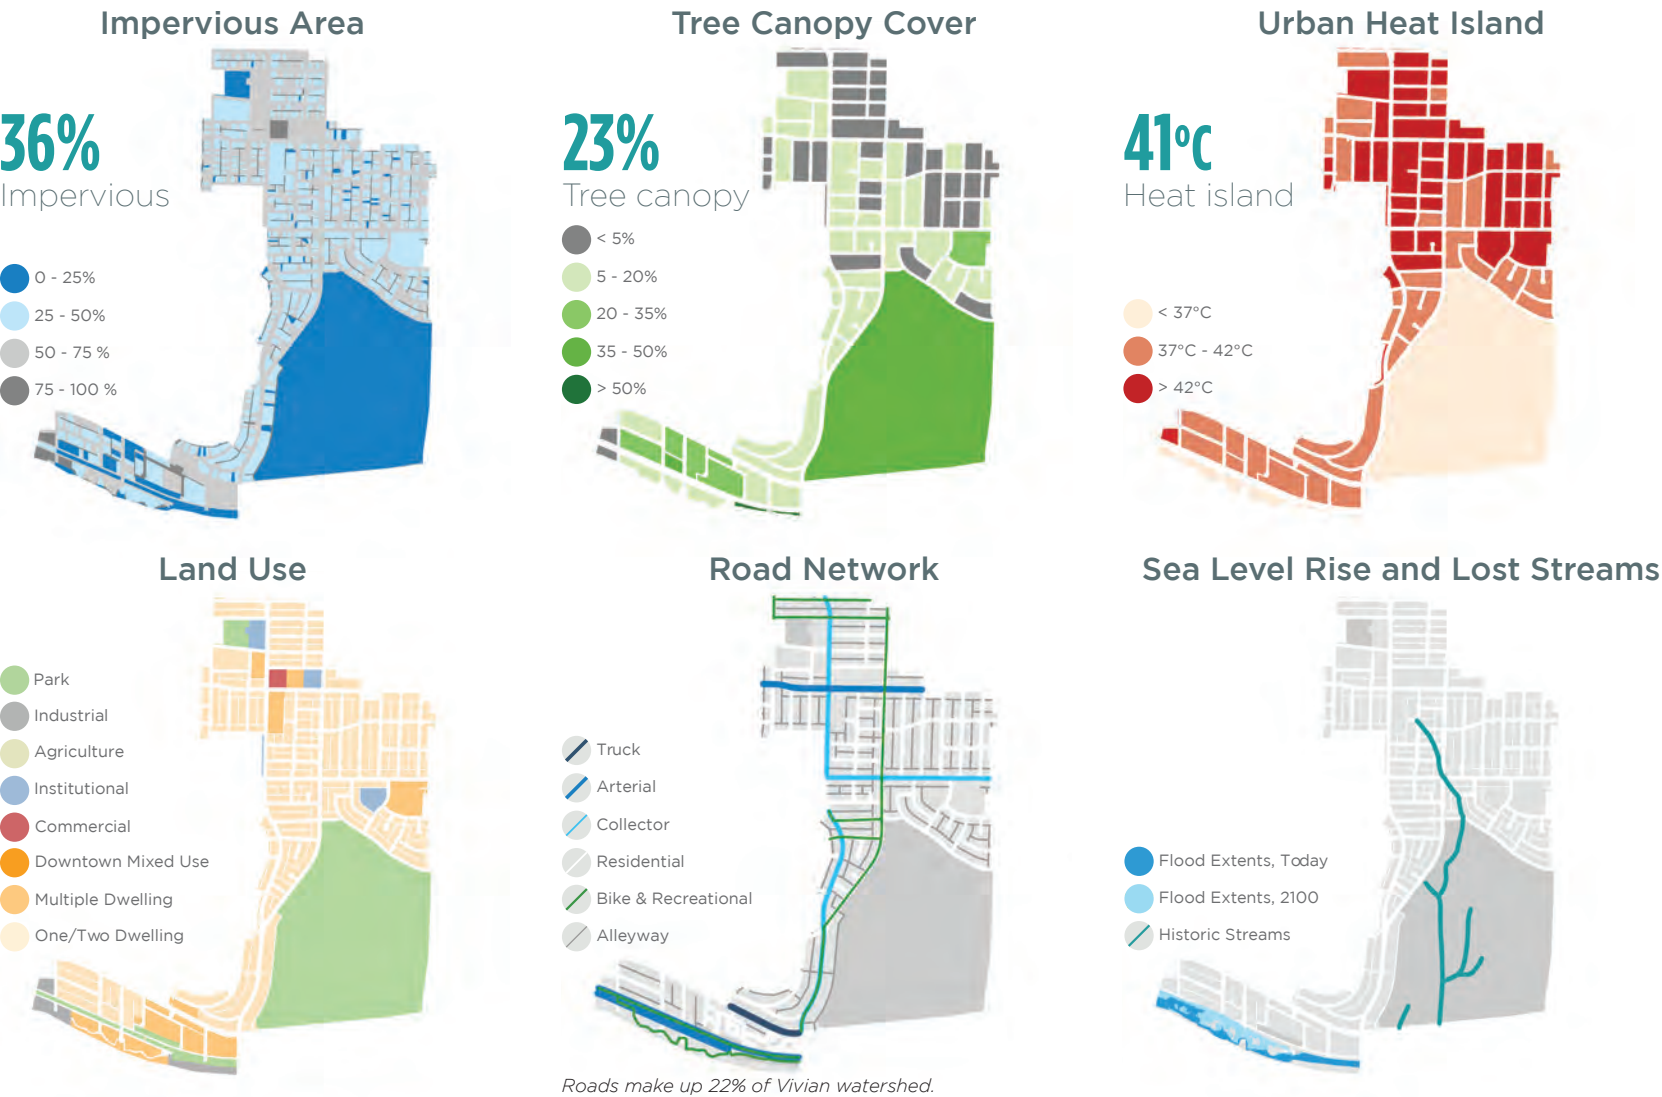 Impervious Area
36%
Impervious
0 - 25%
25 - 50%
50 - 75 %
75 - 100 %
Tree Canopy Cover
23%
Tree canopy
< 5%
5 - 20%
20 - 35%
35 - 50%
> 50%
Urban Heat Island
41°C
Heat island
< 37°C
37°C - 42°C
> 42°C
Land Use
Park
Industrial
Agriculture
Institutional
Commercial
Downtown Mixed Use
Multiple Dwelling
One/Two Dwelling
Road Network
Truck
Arterial
Collector
Residential
Bike & Recreational
Alleyway
Roads make up 22% of Vivian watershed.
Sea Level Rise and Lost Streams
Flood Extents, Today
Flood Extents, 2100
Historic Streams